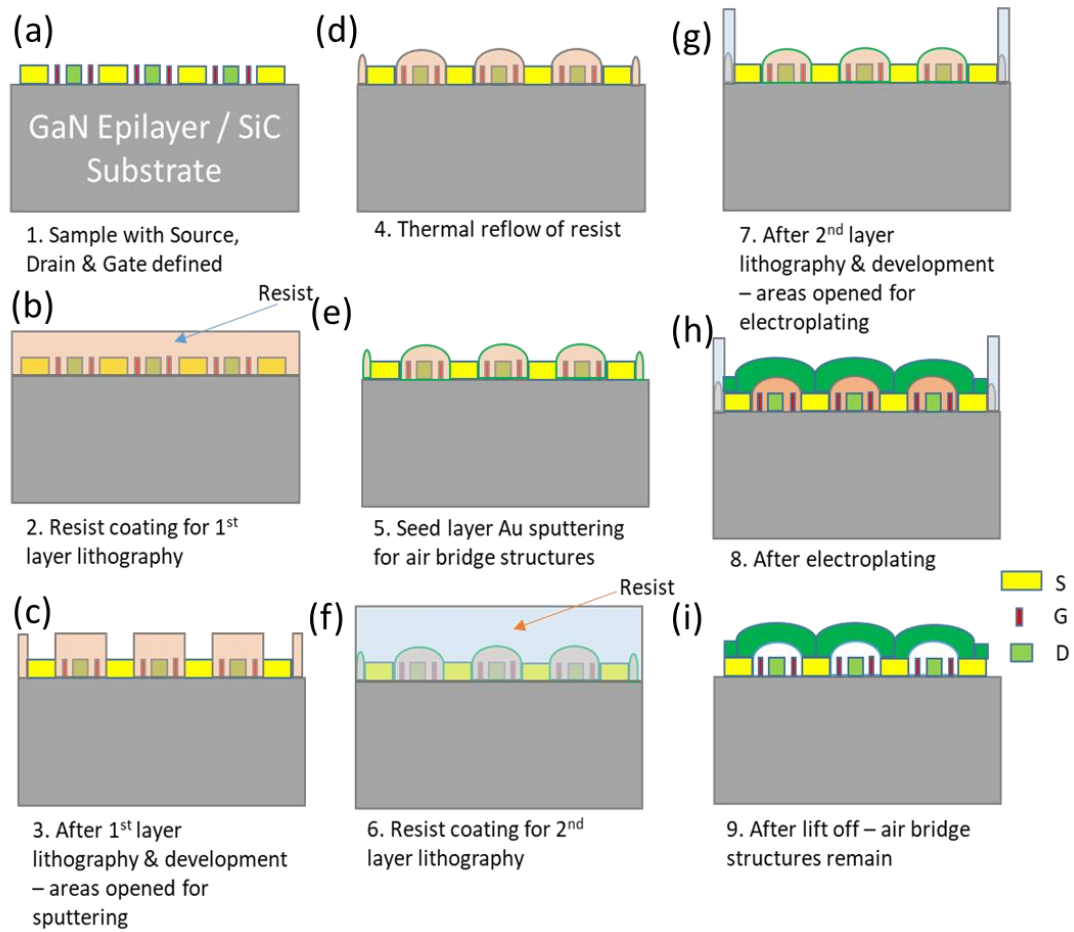 (a)
GaN Epilayer / SiC
Substrate
1. Sample with Source,
Drain & Gate defined
(b)
Resist
2. Resist coating for 1st
layer lithography
(c)
3. After 1st layer
lithography & development
– areas opened for
sputtering
(d)
4. Thermal reflow of resist
(e)
5. Seed layer Au sputtering
for air bridge structures
(f)
Resist
6. Resist coating for 2nd
layer lithography
(g)
7. After 2nd layer
lithography & development
– areas opened for
electroplating
(h)
8. After electroplating
(i)
9. After lift off – air bridge
structures remain
S
G
D